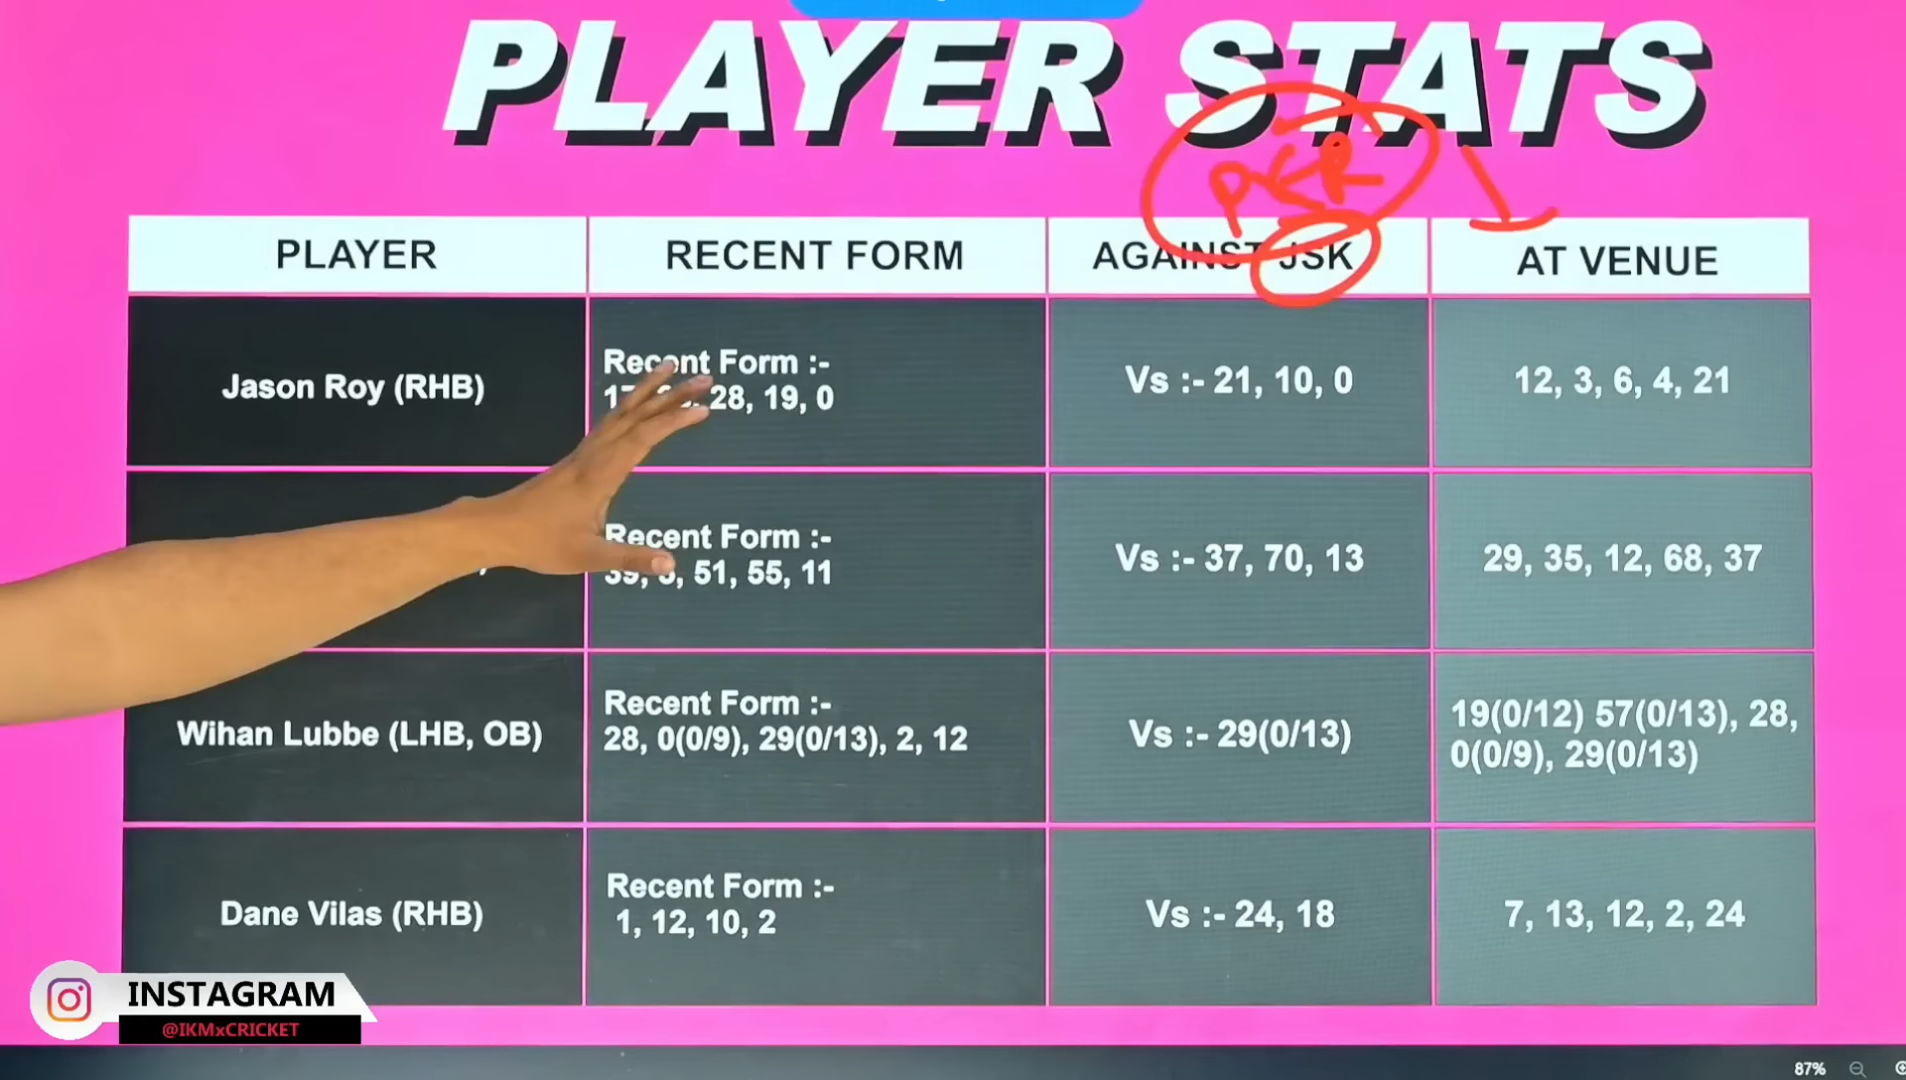 PLAYER STATS
PKR
PLAYER RECENT FORM AGAINST JSK AT VENUE
Jason Roy (RHB)
Recent Form :-
28, 19, 0
Vs :- 21, 10, 0
12, 3, 6, 4, 21
Recent Form :-
51, 55, 11
Vs :- 37, 70, 13
29, 35, 12, 68, 37
Wihan Lubbe (LHB, OB)
Recent Form :-
28, 0(0/9), 29(0/13), 2, 12
Vs :- 29(0/13)
19(0/12) 57(0/13), 28,
0(0/9), 29(0/13)
Dane Vilas (RHB)
Recent Form :-
1, 12, 10, 2
Vs :- 24, 18
7, 13, 12, 2, 24
INSTAGRAM
@IKMxCRICKET
87%